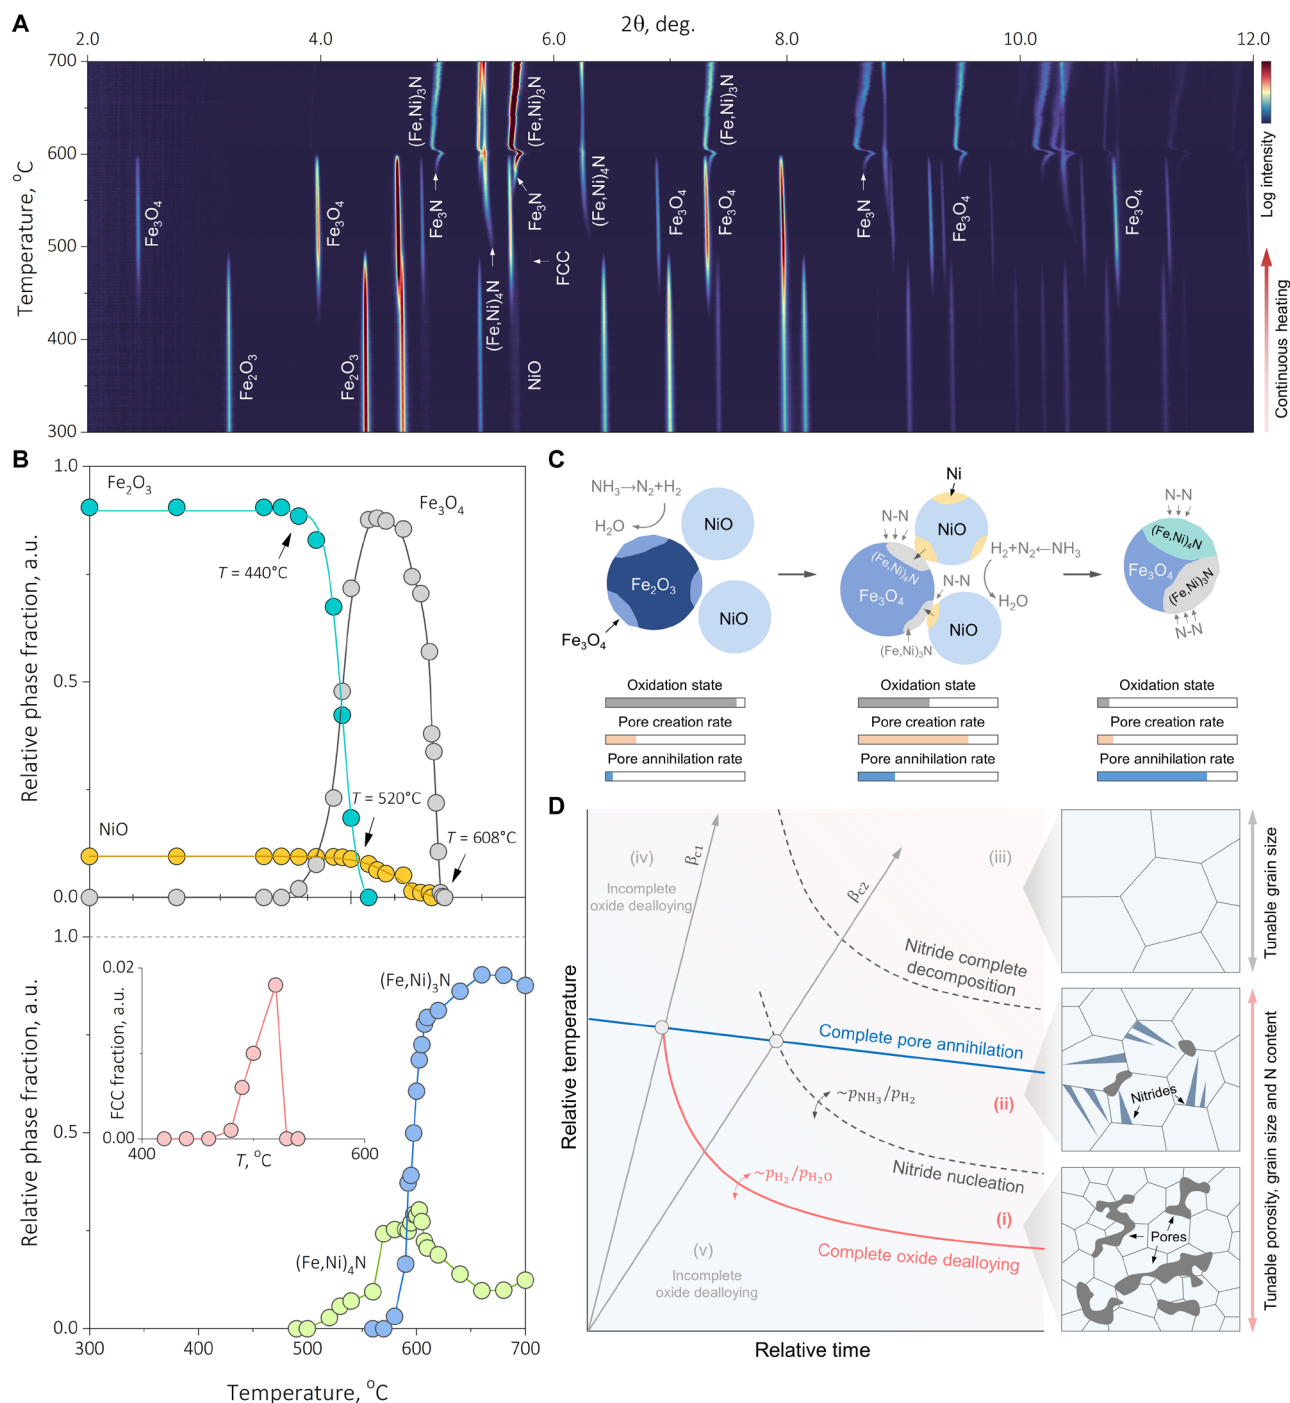 A
2θ, deg.
2.0
4.0
6.0
8.0
10.0
12.0
700
600
500
400
300
Temperature, °C
(Fe,Ni)₃N
(Fe,Ni)₃N
(Fe,Ni)₃N
Fe₃O₄
Fe₃O₄
Fe₃N
(Fe,Ni)₄N
Fe₃N
FCC
(Fe,Ni)₄N
Fe₃O₄
Fe₃O₄
Fe₃N
Fe₃O₄
Fe₃O₄
Fe₂O₃
Fe₂O₃
NiO
Log intensity
Continuous heating
B
1.0
0.5
0.0
Relative phase fraction, a.u.
Fe₂O₃
Fe₃O₄
T = 440°C
T = 520°C
NiO
T = 608°C
1.0
0.5
0.0
Relative phase fraction, a.u.
(Fe,Ni)₃N
(Fe,Ni)₄N
0.02
0.00
FCC fraction, a.u.
400
600
T, °C
300
400
500
600
700
Temperature, °C
C
NH₃→N₂+H₂
H₂O
NiO
Fe₂O₃
NiO
Fe₃O₄
Ni
N-N
NiO
(Fe,Ni)₄N
H₂+N₂←NH₃
Fe₃O₄
N-N
H₂O
NiO
(Fe,Ni)₃N
N-N
(Fe,Ni)₄N
Fe₃O₄
(Fe,Ni)₃N
N-N
Oxidation state
Pore creation rate
Pore annihilation rate
Oxidation state
Pore creation rate
Pore annihilation rate
Oxidation state
Pore creation rate
Pore annihilation rate
D
Relative temperature
Relative time
(iv)
Incomplete
oxide dealloying
βc1
βc2
(iii)
Nitride complete
decomposition
Complete pore annihilation
~pNH₃/pH₂
(ii)
Nitride nucleation
~pH₂/pH₂O
(i)
Complete oxide dealloying
(v)
Incomplete
oxide dealloying
Nitrides
Pores
Tunable grain size
Tunable porosity, grain size and N content